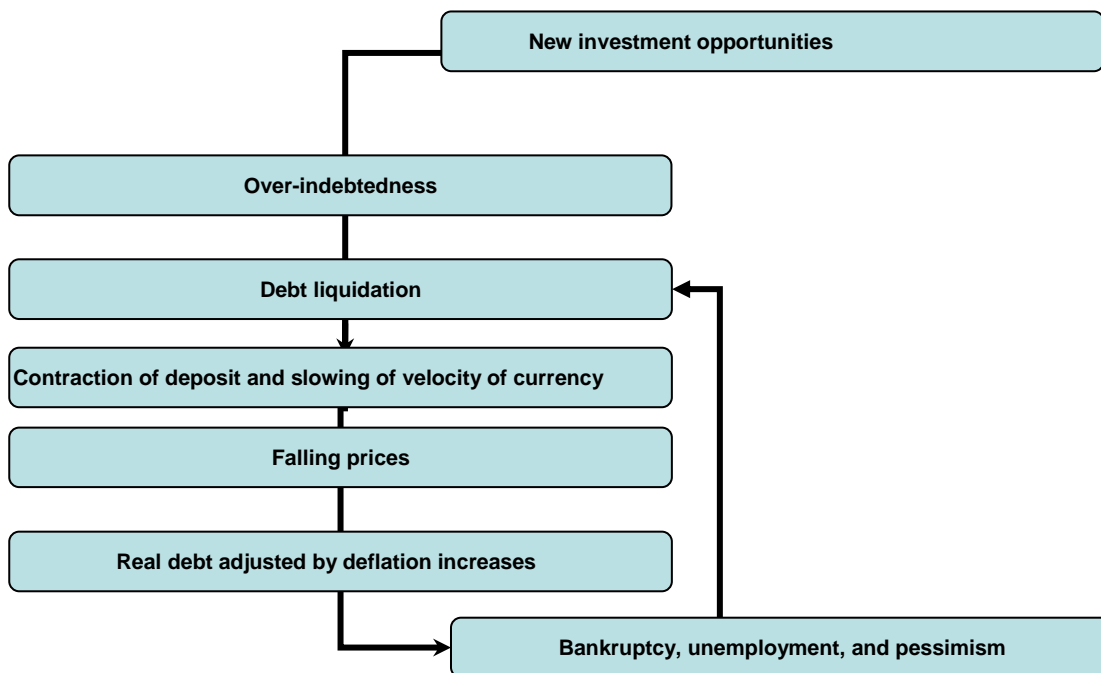 New investment opportunities
Over-indebtedness
Debt liquidation
Contraction of deposit and slowing of velocity of currency
Falling prices
Real debt adjusted by deflation increases
Bankruptcy, unemployment, and pessimism